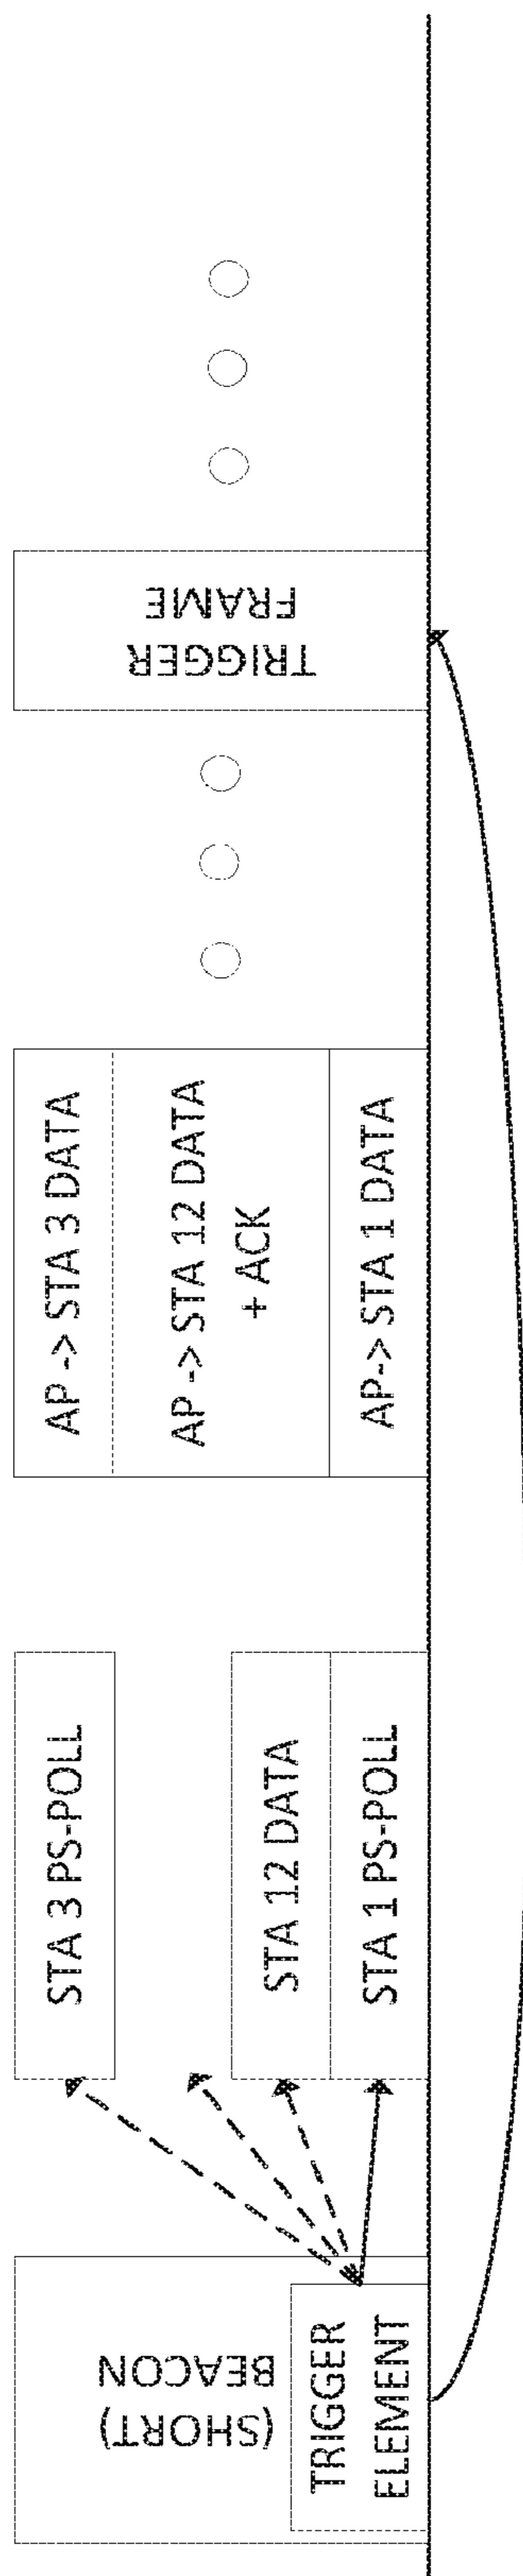 (SHORT)
BEACON
TRIGGER
ELEMENT
STA 3 PS-POLL
STA 12 DATA
STA 1 PS-POLL
AP -> STA 3 DATA
AP -> STA 12 DATA
+ ACK
AP-> STA 1 DATA
TRIGGER
FRAME